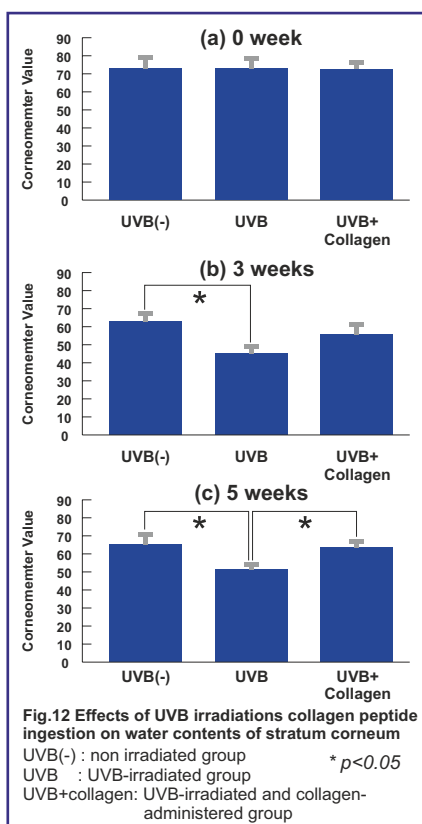 (a) 0 week
Corneomemter Value
90
80
70
60
50
40
30
20
10
0
UVB(-) UVB UVB+
Collagen
(b) 3 weeks
Corneomemter Value
90
80
70
60
50
40
30
20
10
0
*
UVB(-) UVB UVB+
Collagen
(c) 5 weeks
Corneomemter Value
90
80
70
60
50
40
30
20
10
0
* *
UVB(-) UVB UVB+
Collagen
Fig.12 Effects of UVB irradiations collagen peptide
ingestion on water contents of stratum corneum
UVB(-) : non irradiated group * p<0.05
UVB : UVB-irradiated group
UVB+collagen: UVB-irradiated and collagen-
administered group